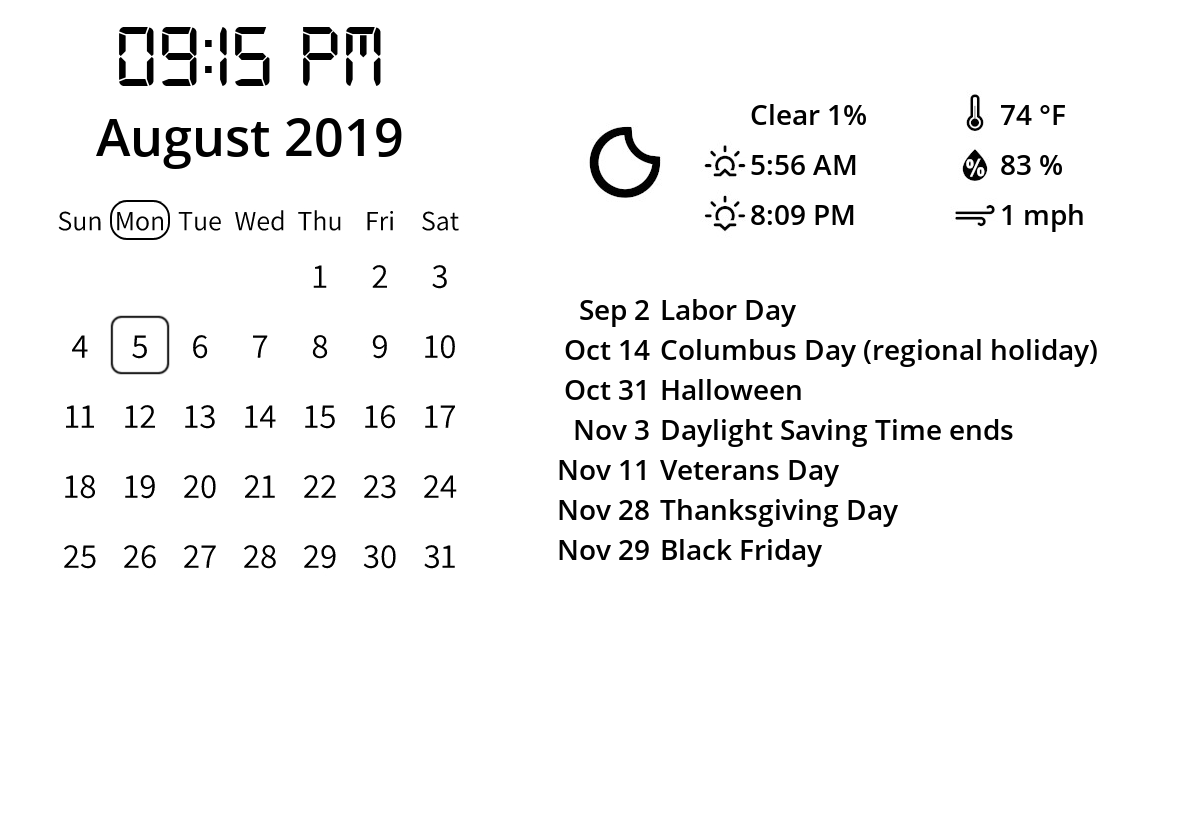 09:15 PM
August 2019
Sun Mon Tue Wed Thu Fri Sat
1 2 3
4 5 6 7 8 9 10
11 12 13 14 15 16 17
18 19 20 21 22 23 24
25 26 27 28 29 30 31
Clear 1% 74 °F
5:56 AM % 83 %
8:09 PM 1 mph
Sep 2 Labor Day
Oct 14 Columbus Day (regional holiday)
Oct 31 Halloween
Nov 3 Daylight Saving Time ends
Nov 11 Veterans Day
Nov 28 Thanksgiving Day
Nov 29 Black Friday